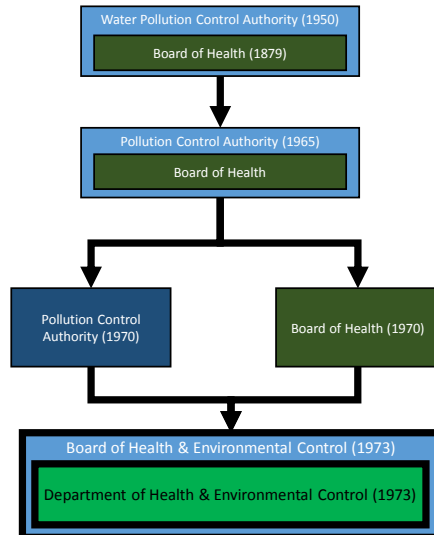 Water Pollution Control Authority (1950)
Board of Health (1879)
Pollution Control Authority (1965)
Board of Health
Pollution Control
Authority (1970)
Board of Health (1970)
Board of Health & Environmental Control (1973)
Department of Health & Environmental Control (1973)